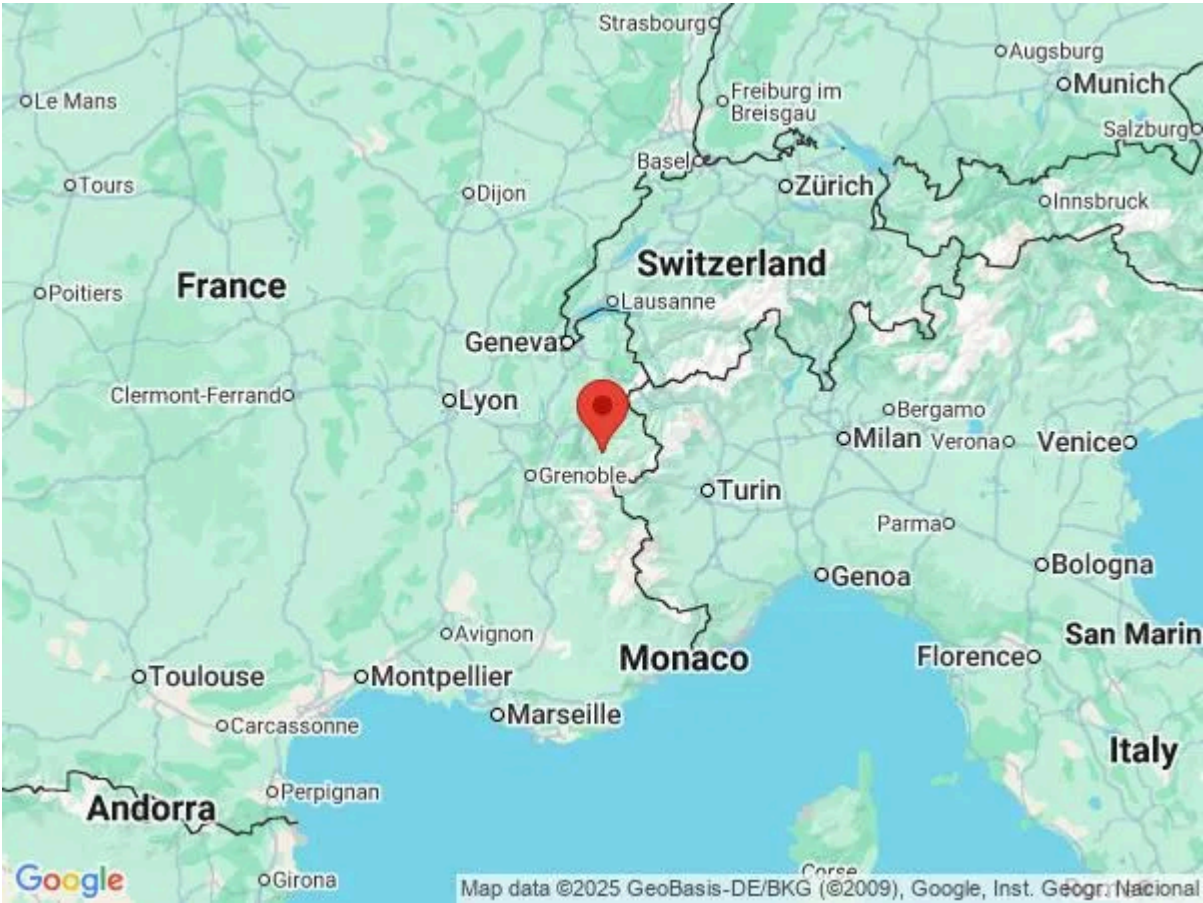 Strasbourg
Augsburg
Munich
Le Mans
Freiburg im
Breisgau
Salzburg
Basel
Tours
Dijon
Zürich
Innsbruck
Switzerland
France
Poitiers
Lausanne
Geneva
Clermont-Ferrand
Lyon
Bergamo
Milan
Verona
Venice
Grenoble
Turin
Parma
Bologna
Genoa
Avignon
San Marin
Monaco
Florence
Toulouse
Montpellier
Marseille
Carcassonne
Italy
Perpignan
Andorra
Corse
Google
Girona
Map data ©2025 GeoBasis-DE/BKG (©2009), Google, Inst. Geogr. Nacional